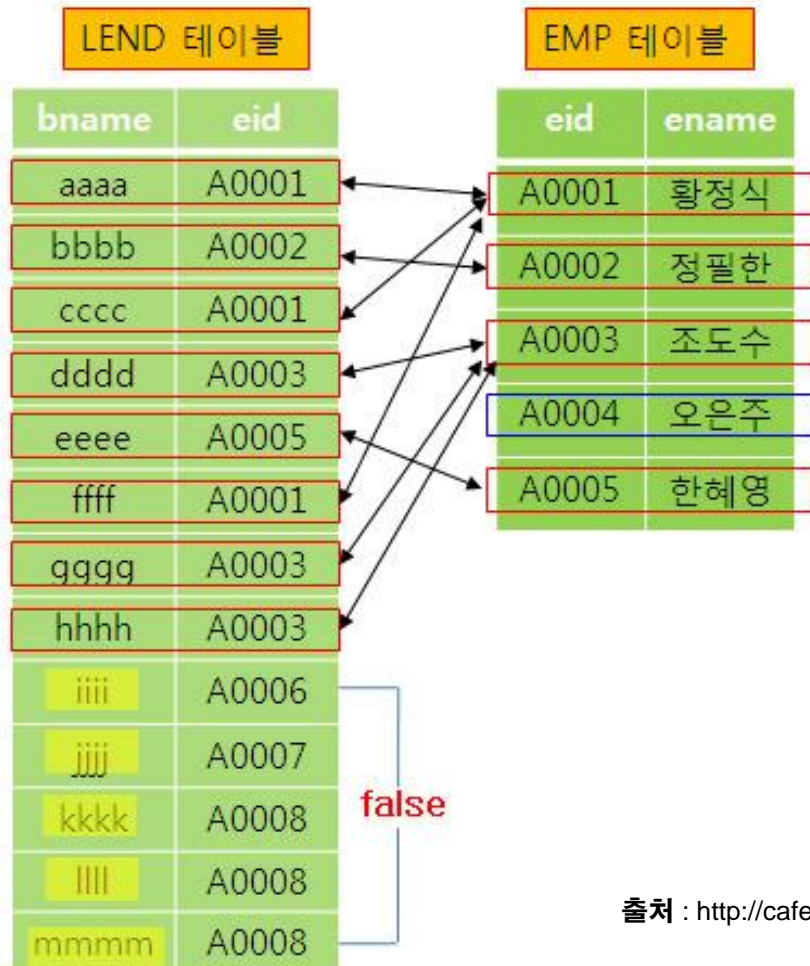 LEND 테이블
bname eid
aaaa A0001
bbbb A0002
cccc A0001
dddd A0003
eeee A0005
ffff A0001
gggg A0003
hhhh A0003
iiii A0006
jjjj A0007
kkkk A0008
llll A0008
mmmm A0008
false
EMP 테이블
eid ename
A0001 황정식
A0002 정필한
A0003 조도수
A0004 오은주
A0005 한혜영
출처 : http://cafe